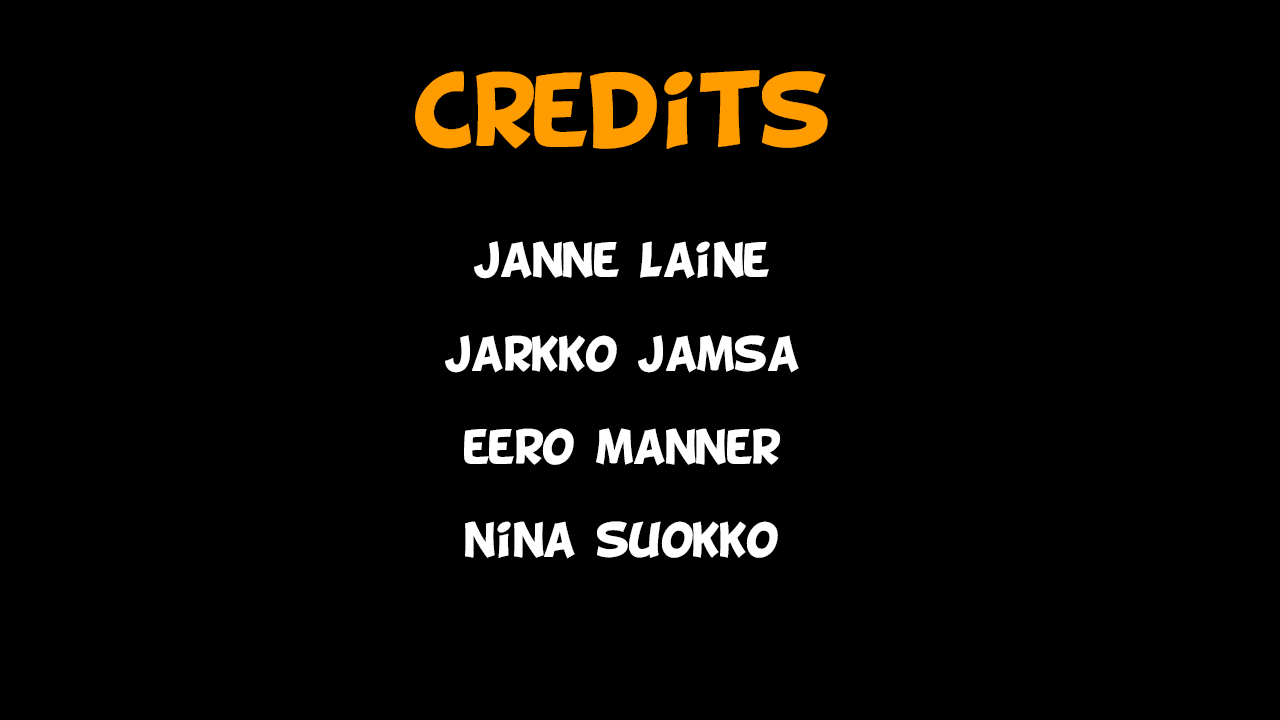 CREDiTS
JANNE LAiNE
JARKKO JAMSA
EERO MANNER
NiNA SUOKKO